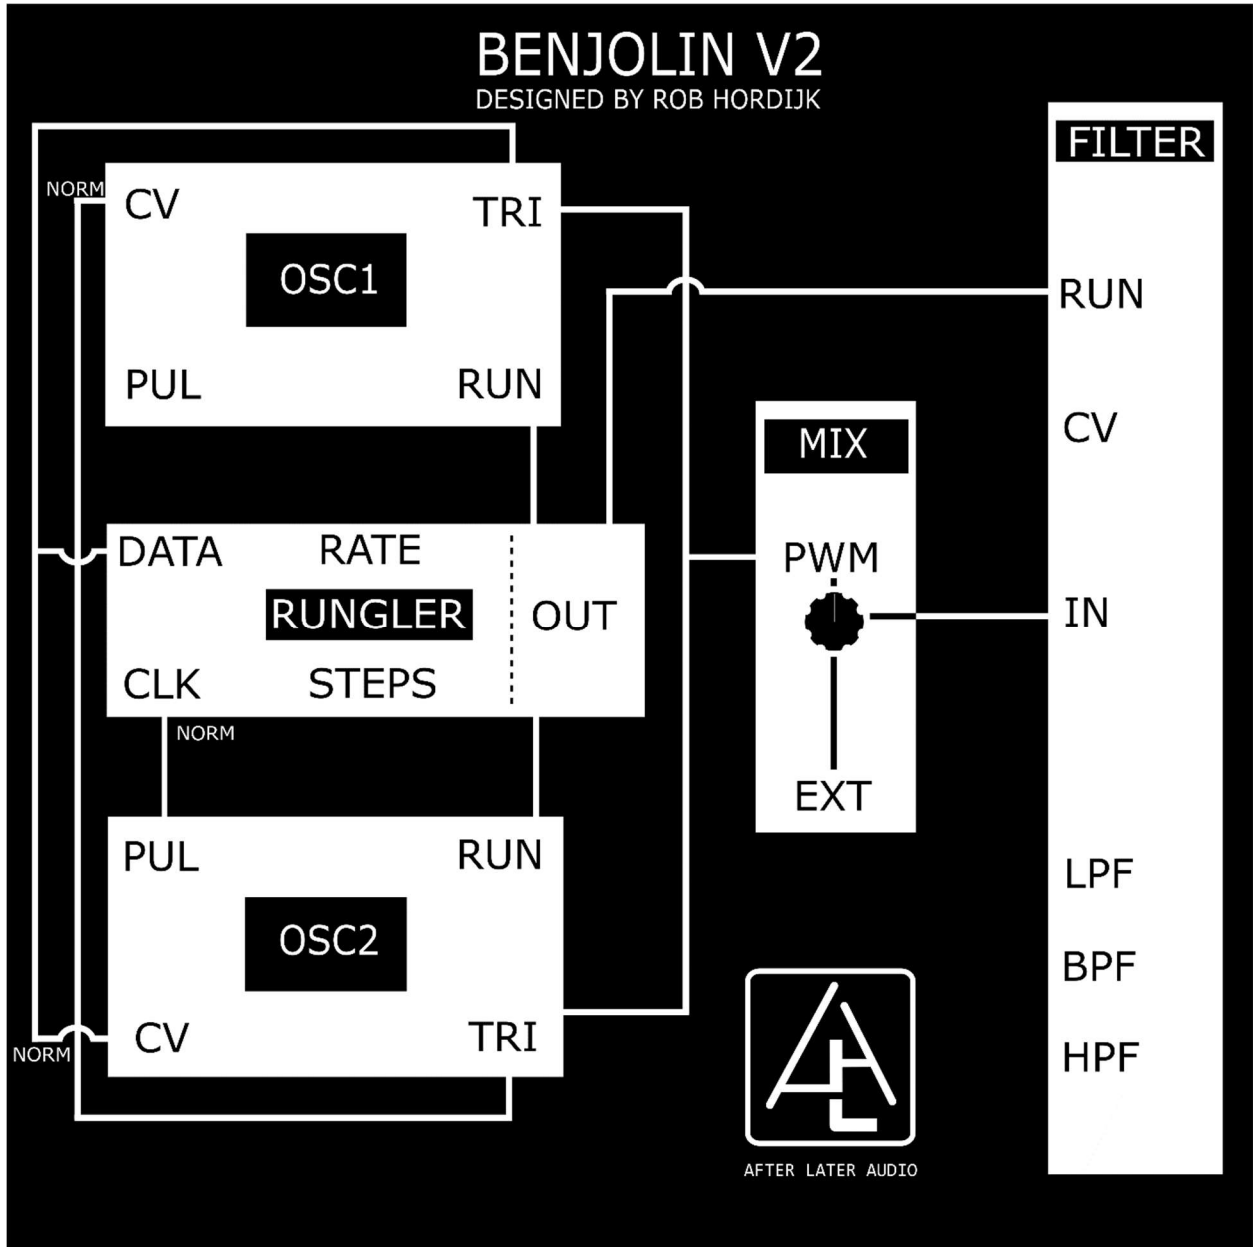 BENJOLIN V2
DESIGNED BY ROB HORDIJK
FILTER
NORM
CV
TRI
OSC1
RUN
PUL
RUN
CV
MIX
DATA
RATE
PWM
RUNGLER
OUT
IN
CLK
STEPS
NORM
EXT
PUL
RUN
LPF
OSC2
BPF
CV
TRI
NORM
HPF
AFTER LATER AUDIO